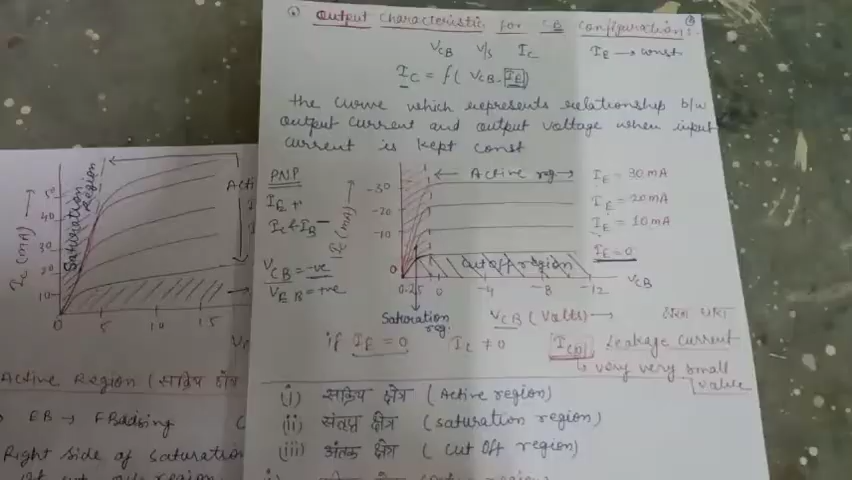 Output Characteristic for CB Configuration:-
VCB v/s IC
IE → const
IC = f( VCB, IE)
the curve which represents relationship b/w
output current and output voltage when input
current is kept const
PNP
IE +
IC & IB -
VCB = -ve
VEB = +ve
IC (mA) →
-30
-20
-10
0
← Active reg →
IE = 30 mA
IE = 20 mA
IE = 10 mA
IE = 0
Cutoff region
0.25 0 -4 -8 -12 VCB
Saturation
reg.
VCB (Volts) →
if IE = 0 IC ≠ 0 ICBO Leakage current
↳ very very small
value
(i) सक्रिय क्षेत्र (Active region)
(ii) संतृप्त क्षेत्र (saturation region)
(iii) अंतक क्षेत्र ( Cut Off region)
Saturation
Region
IC (mA) →
50
40
30
20
10
0 5 10 15
Active Region (सक्रिय क्षेत्र
EB → FBiasing
Right side of saturation